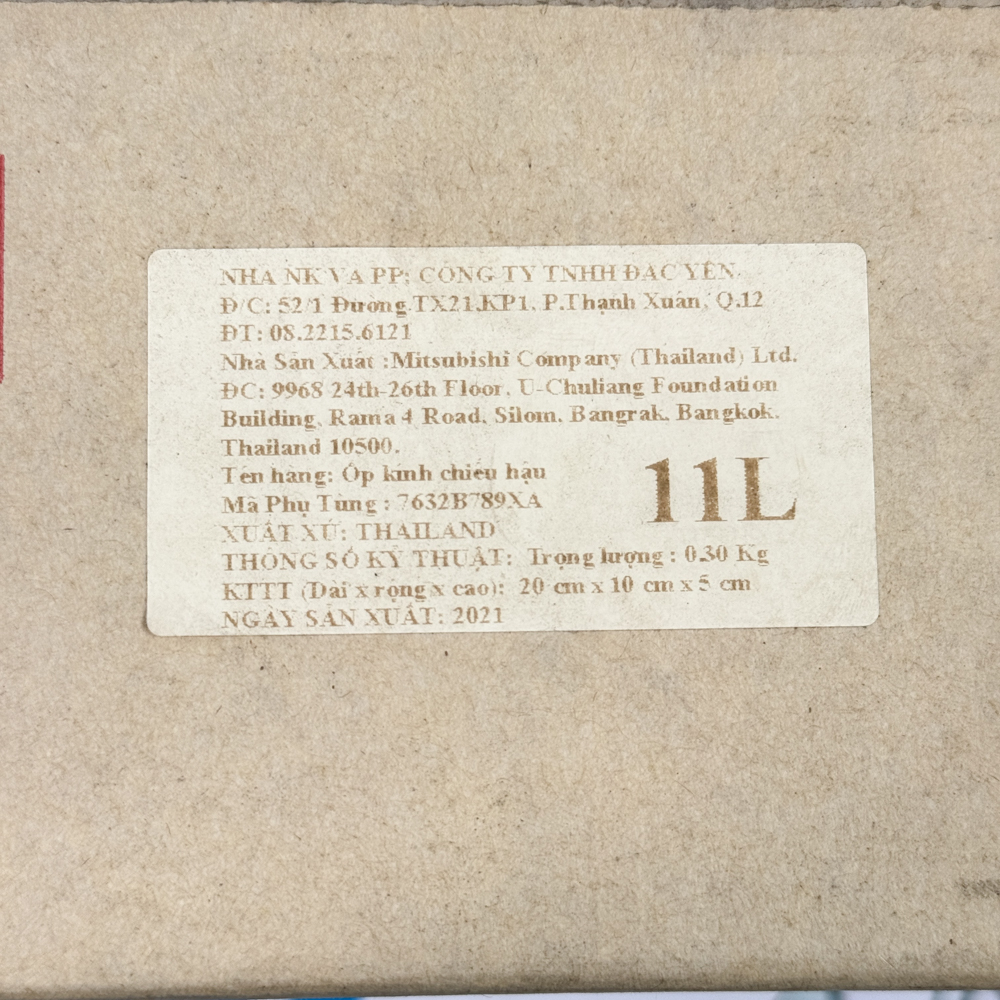 NHÀ NK VÀ PP: CÔNG TY TNHH ĐẠC YÊN
Đ/C: 52/1 Đường TX21,KP1, P.Thạnh Xuân, Q.12
ĐT: 08.2215.6121
Nhà Sản Xuất :Mitsubishi Company (Thailand) Ltd.
ĐC: 9968 24th-26th Floor, U-Chuliang Foundation
Building, Rama 4 Road, Silom, Bangrak, Bangkok,
Thailand 10500.
Tên hàng: Ốp kính chiếu hậu
Mã Phụ Tùng : 7632B789XA
11L
XUẤT XỨ: THAILAND
THÔNG SỐ KỸ THUẬT: Trọng lượng : 0.30 Kg
KTTT (Dài x rộng x cao): 20 cm x 10 cm x 5 cm
NGÀY SẢN XUẤT: 2021